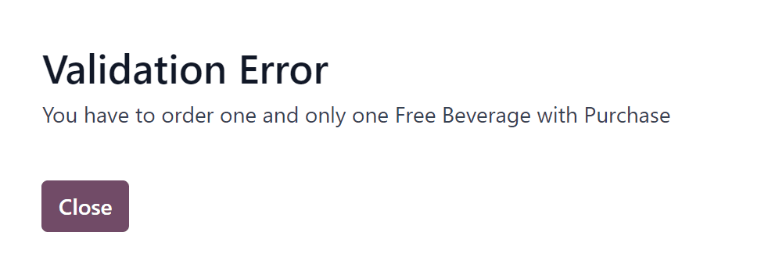 Validation Error
You have to order one and only one Free Beverage with Purchase
Close